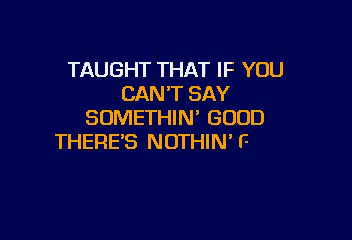 TAUGHT THAT IF YOU
CAN'T SAY
SOMETHIN' GOOD
THERE'S NOTHIN'